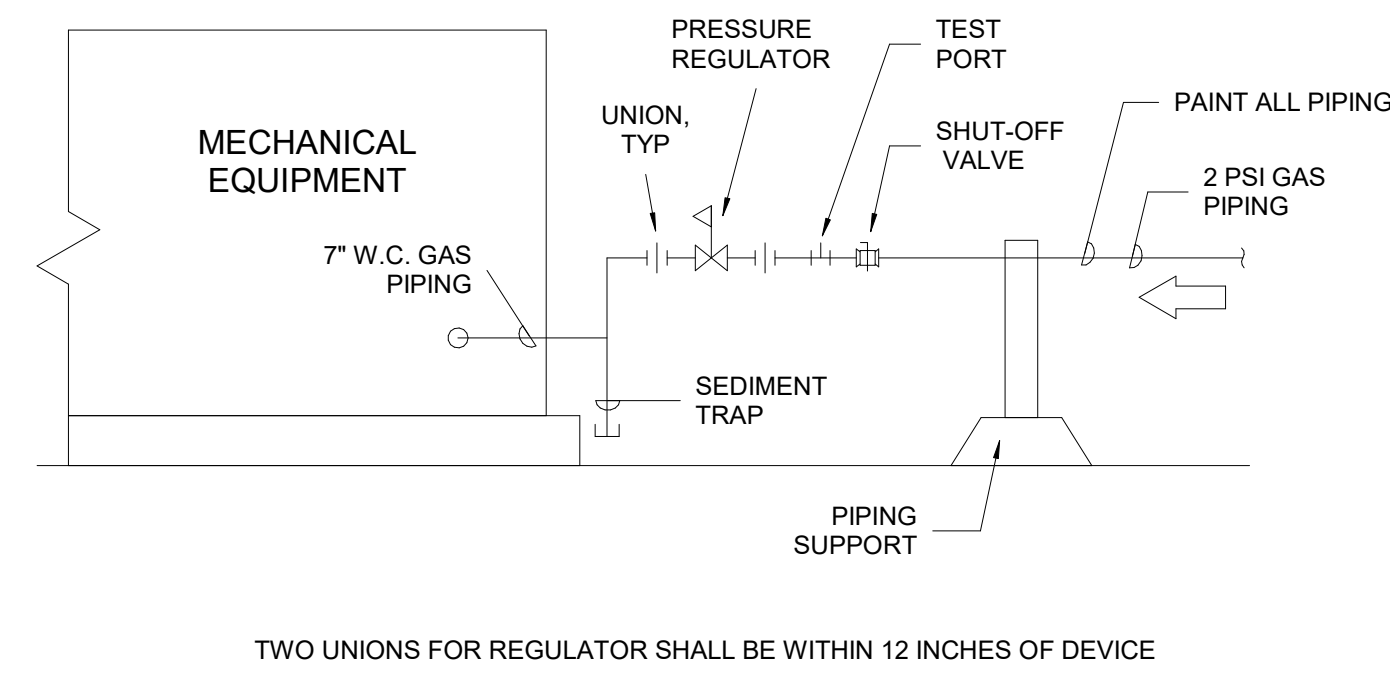 PRESSURE
REGULATOR
TEST
PORT
UNION,
TYP
PAINT ALL PIPING
SHUT-OFF
VALVE
MECHANICAL
EQUIPMENT
2 PSI GAS
PIPING
7" W.C. GAS
PIPING
SEDIMENT
TRAP
PIPING
SUPPORT
TWO UNIONS FOR REGULATOR SHALL BE WITHIN 12 INCHES OF DEVICE